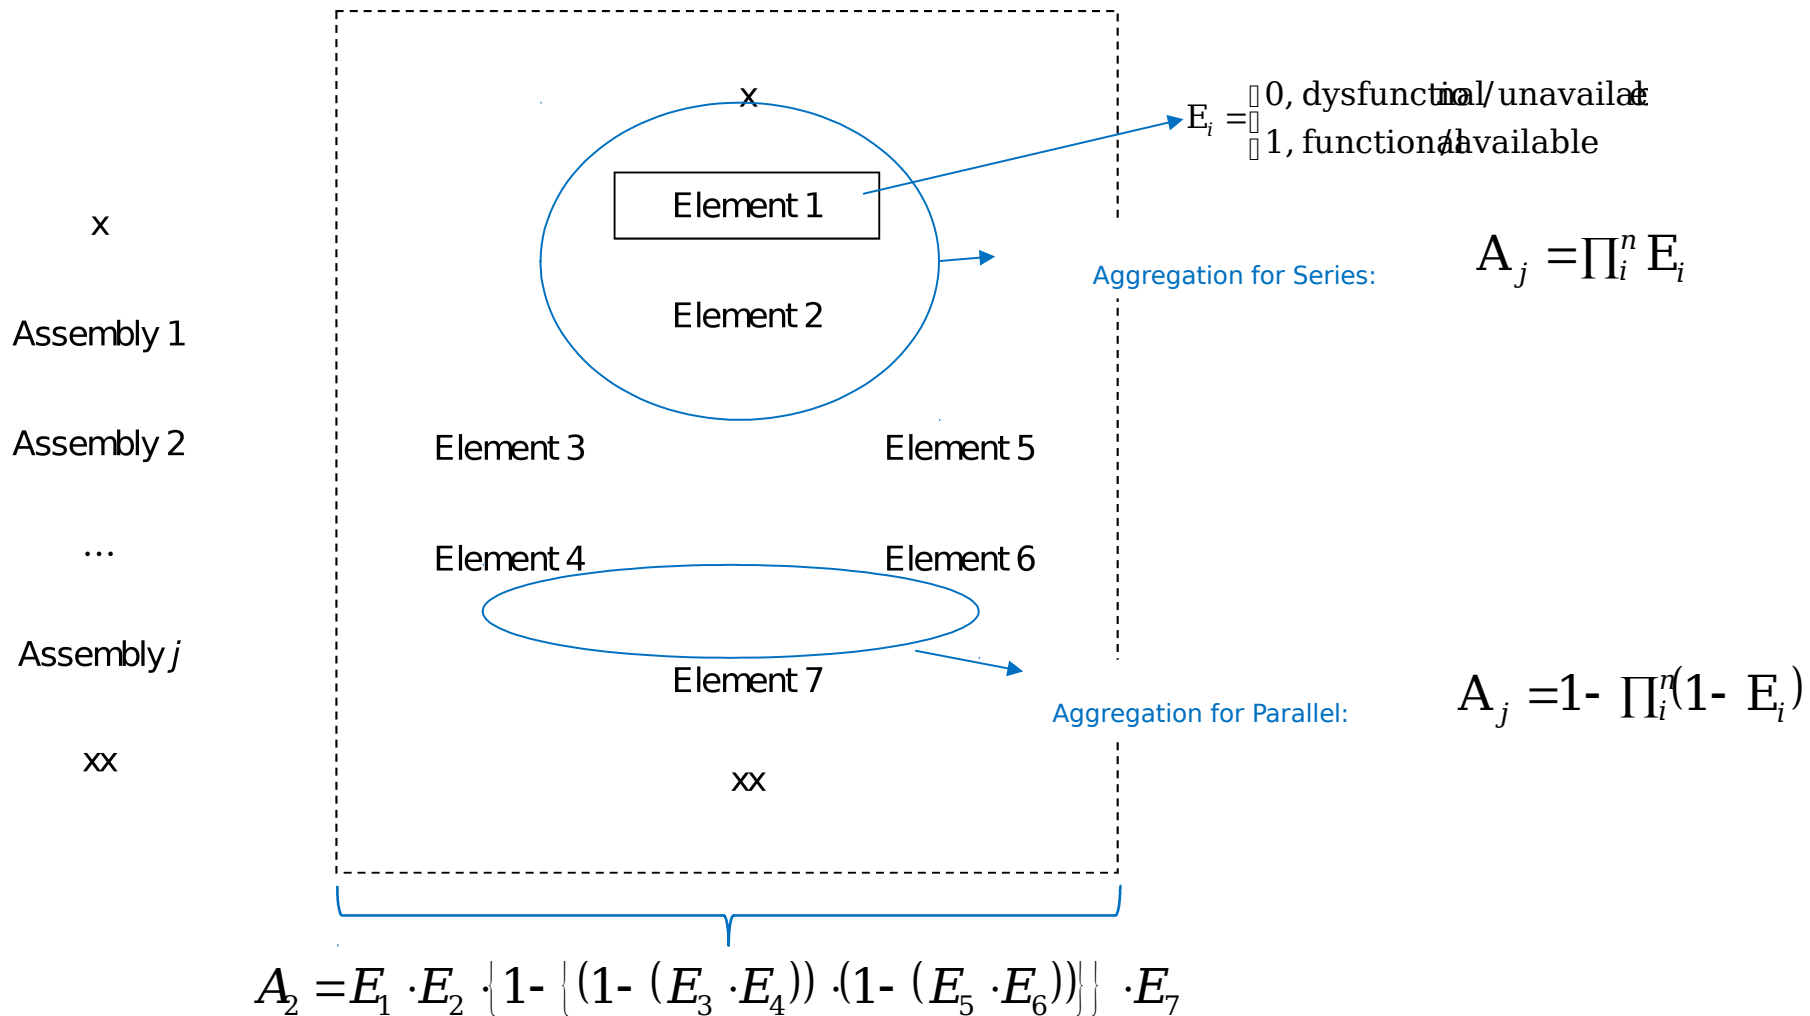 x
Assembly 1
Assembly 2
...
Assembly j
xx
x
Element 1
Element 2
Element 3
Element 5
Element 4
Element 6
Element 7
xx
E_i = 0, dysfunctional/unavailable
1, functional/available
Aggregation for Series: A_j = ∏_i^n E_i
Aggregation for Parallel: A_j = 1- ∏_i^n (1- E_i)
A_2 = E_1 · E_2 · {1- {(1- (E_3 · E_4)) · (1- (E_5 · E_6))}} · E_7